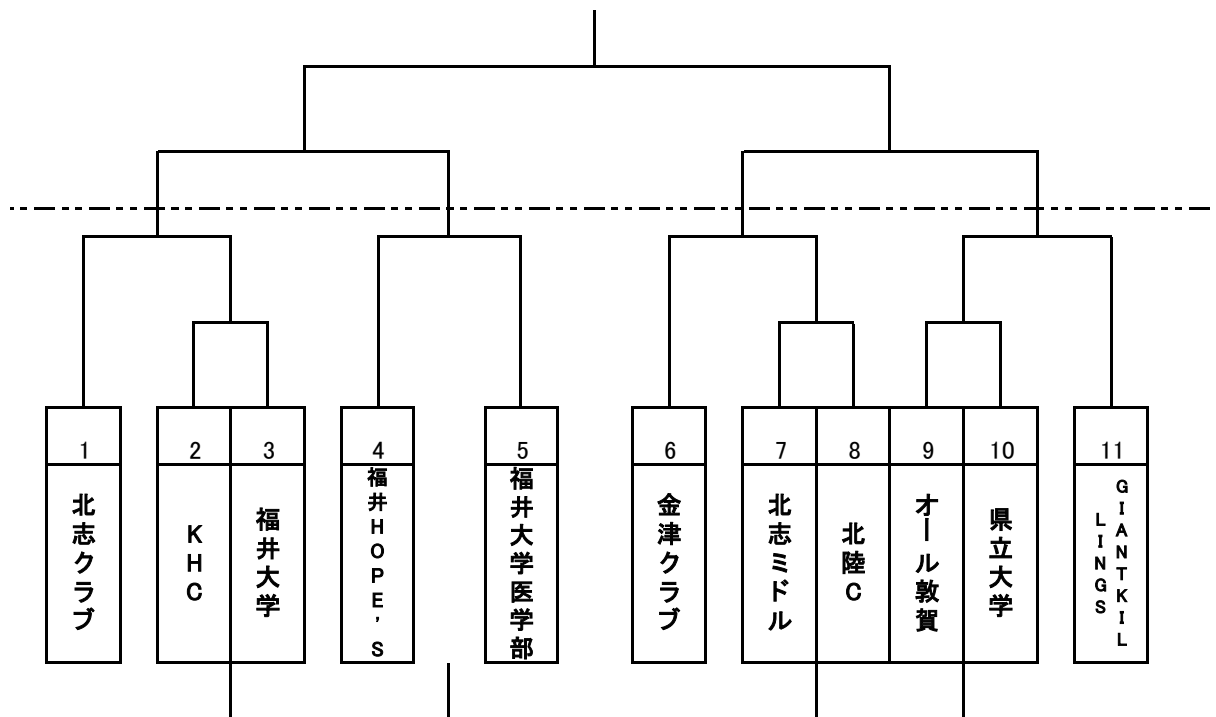 1
2
3
4
5
6
7
8
9
10
11
北志クラブ
KHC
福井大学
福井HOPE'S
福井大学医学部
金津クラブ
北志ミドル
北陸C
オール敦賀
県立大学
GIANTKIL
LINGS